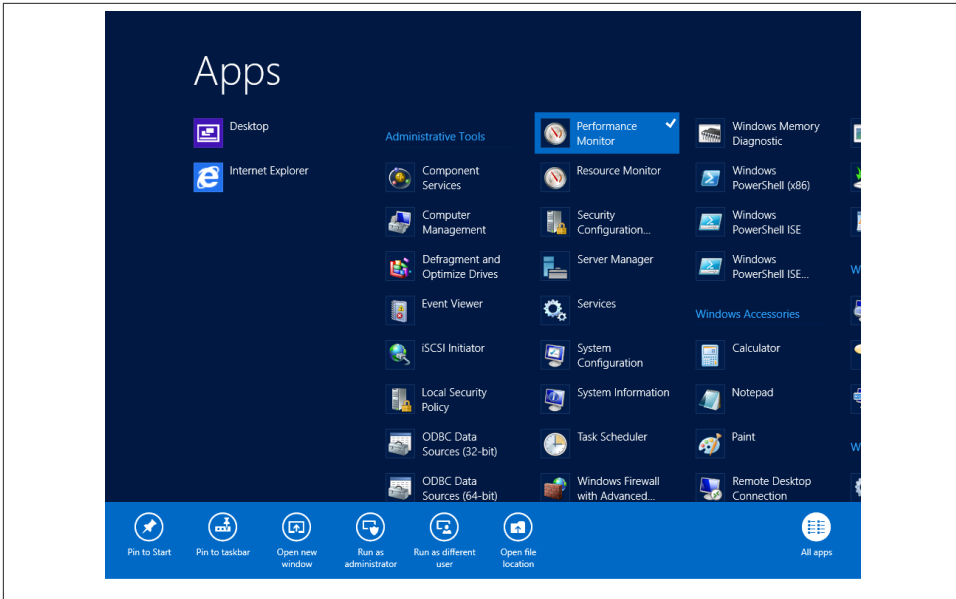 Apps
Desktop
Internet Explorer
Administrative Tools
Component
Services
Computer
Management
Defragment and
Optimize Drives
Event Viewer
iSCSI Initiator
Local Security
Policy
ODBC Data
Sources (32-bit)
ODBC Data
Sources (64-bit)
Performance
Monitor
Resource Monitor
Security
Configuration...
Server Manager
Services
System
Configuration
System Information
Task Scheduler
Windows Firewall
with Advanced...
Windows Memory
Diagnostic
Windows
PowerShell (x86)
Windows
PowerShell ISE
Windows
PowerShell ISE...
Windows Accessories
Calculator
Notepad
Paint
Remote Desktop
Connection
W
W
Pin to Start
Pin to taskbar
Open new
window
Run as
administrator
Run as different
user
Open file
location
All apps